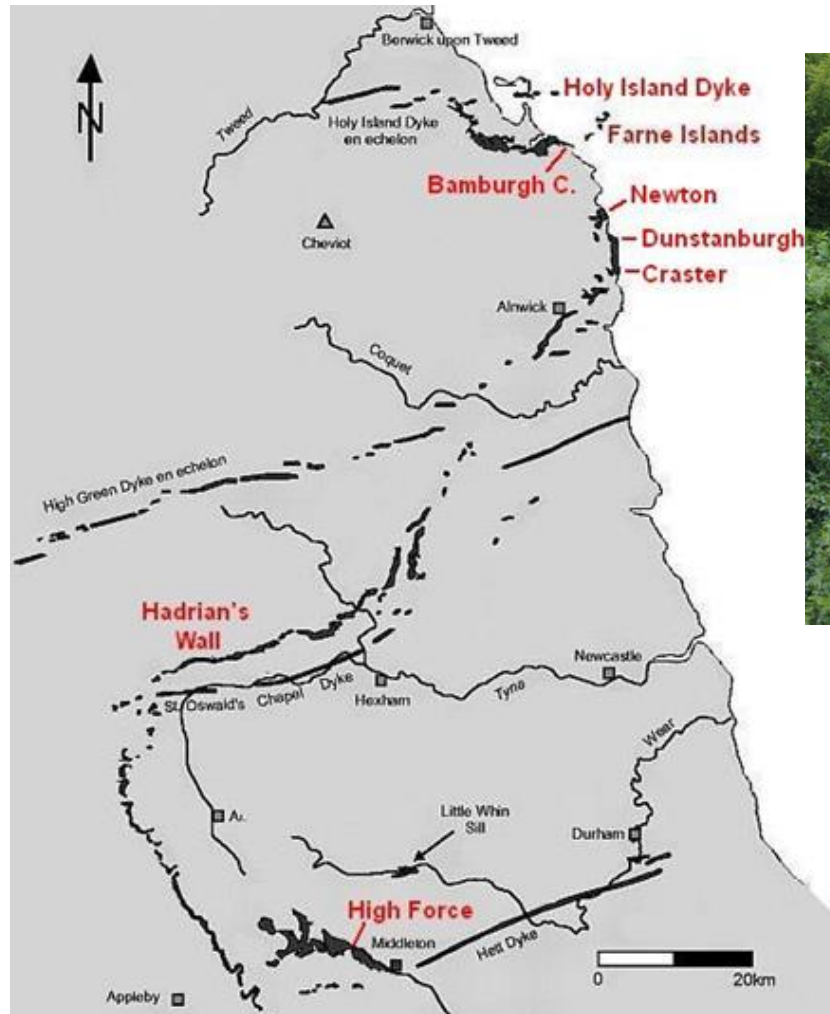 Berwick upon Tweed
Holy Island Dyke
Tweed
Holy Island Dyke
en echelon
Farne Islands
Bamburgh C.
Newton
Cheviot
Dunstanburgh
Craster
Alnwick
Coquet
High Green Dyke en echelon
Hadrian's
Wall
Newcastle
St. Oswald's Chapel Dyke
Hexham
Tyna
Wear
Little Whin
Sill
A..
Durham
High Force
Middleton
Hett Dyke
Appleby
0 20km
N